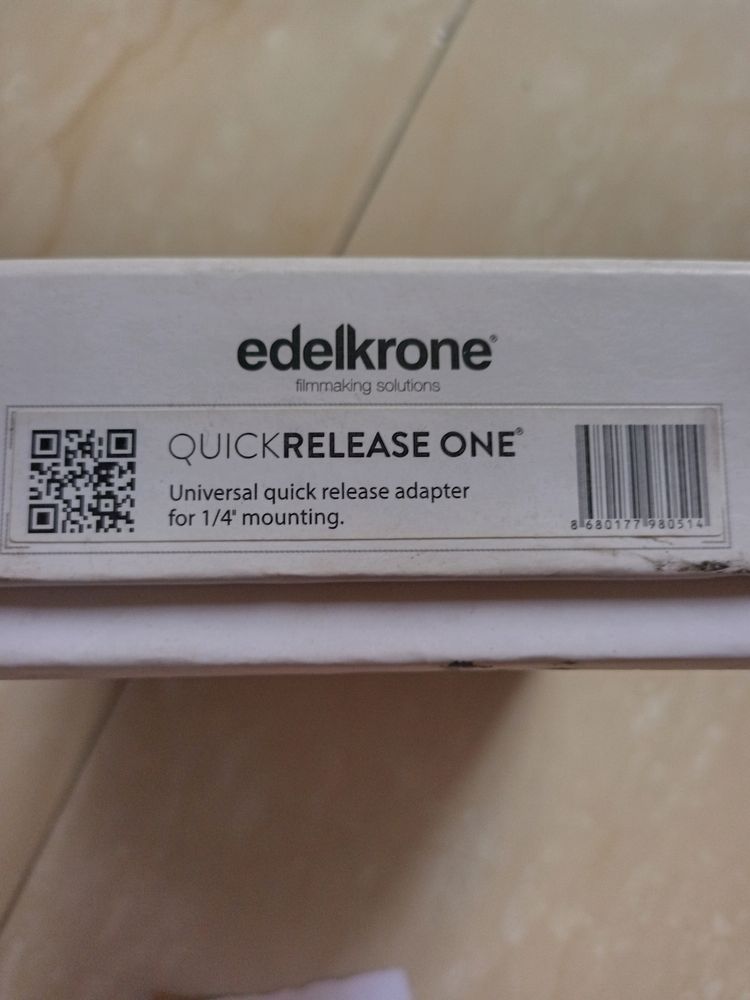 edelkrone®
filmmaking solutions
QUICKRELEASE ONE®
Universal quick release adapter
for 1/4" mounting.
8 680177 980514